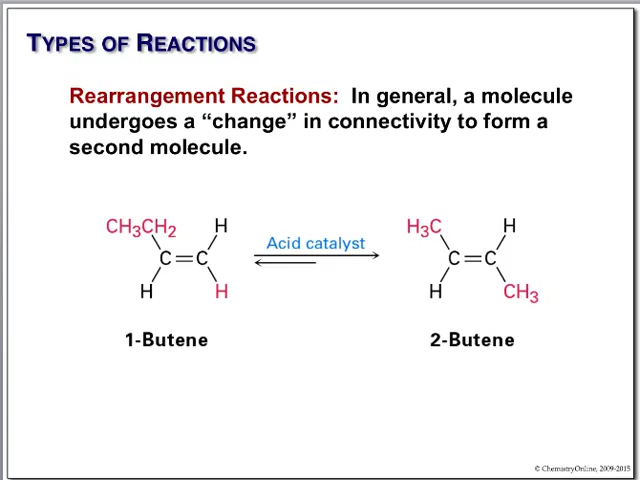 TYPES OF REACTIONS
Rearrangement Reactions: In general, a molecule
undergoes a “change” in connectivity to form a
second molecule.
CH₃CH₂ H H₃C H
Acid catalyst
C=C C=C
H H H CH₃
1-Butene 2-Butene
© ChemistryOnline, 2009-2015